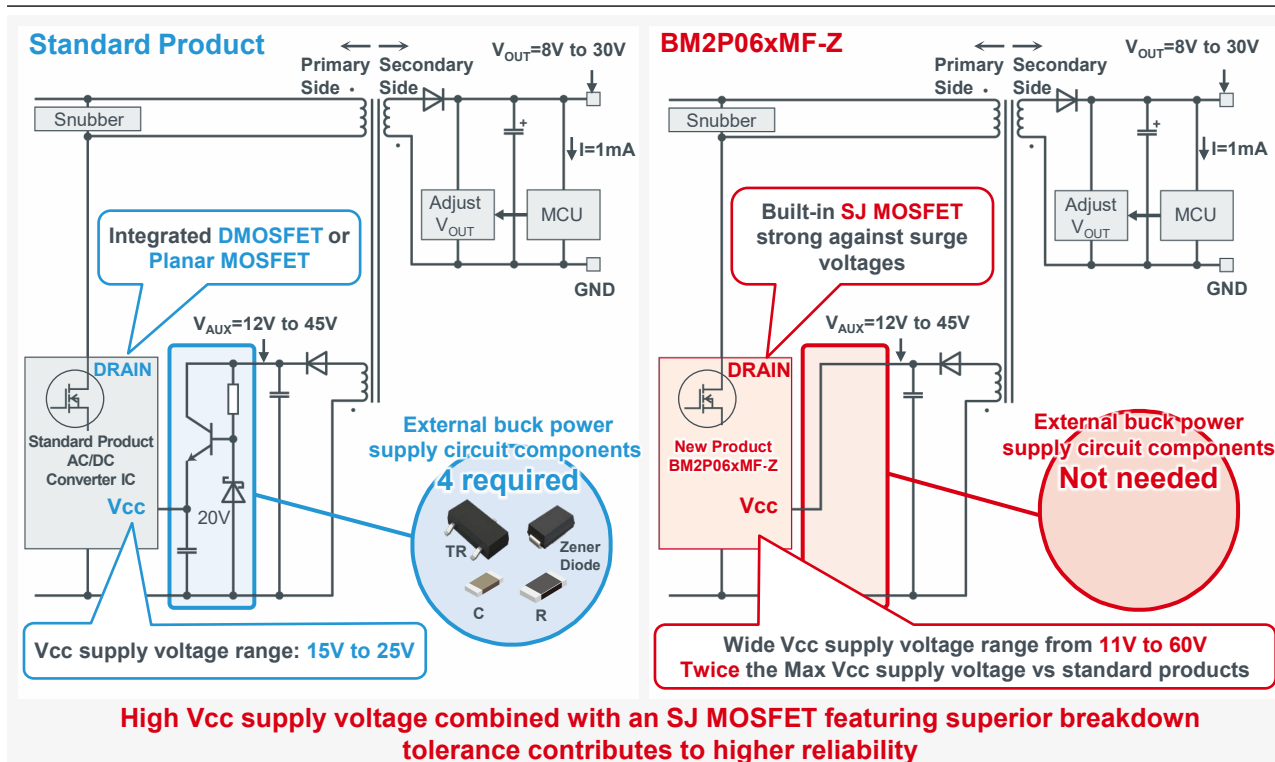 Standard Product
Primary Side
Secondary Side
VOUT=8V to 30V
Snubber
+
I=1mA
Adjust
VOUT
MCU
GND
Integrated DMOSFET or
Planar MOSFET
VAUX=12V to 45V
DRAIN
Standard Product
AC/DC
Converter IC
Vcc
20V
External buck power
supply circuit components
4 required
TR
Zener
Diode
C
R
Vcc supply voltage range: 15V to 25V
BM2P06xMF-Z
Primary Side
Secondary Side
VOUT=8V to 30V
Snubber
+
I=1mA
Adjust
VOUT
MCU
GND
Built-in SJ MOSFET
strong against surge
voltages
VAUX=12V to 45V
DRAIN
New Product
BM2P06xMF-Z
Vcc
External buck power
supply circuit components
Not needed
Wide Vcc supply voltage range from 11V to 60V
Twice the Max Vcc supply voltage vs standard products
High Vcc supply voltage combined with an SJ MOSFET featuring superior breakdown
tolerance contributes to higher reliability